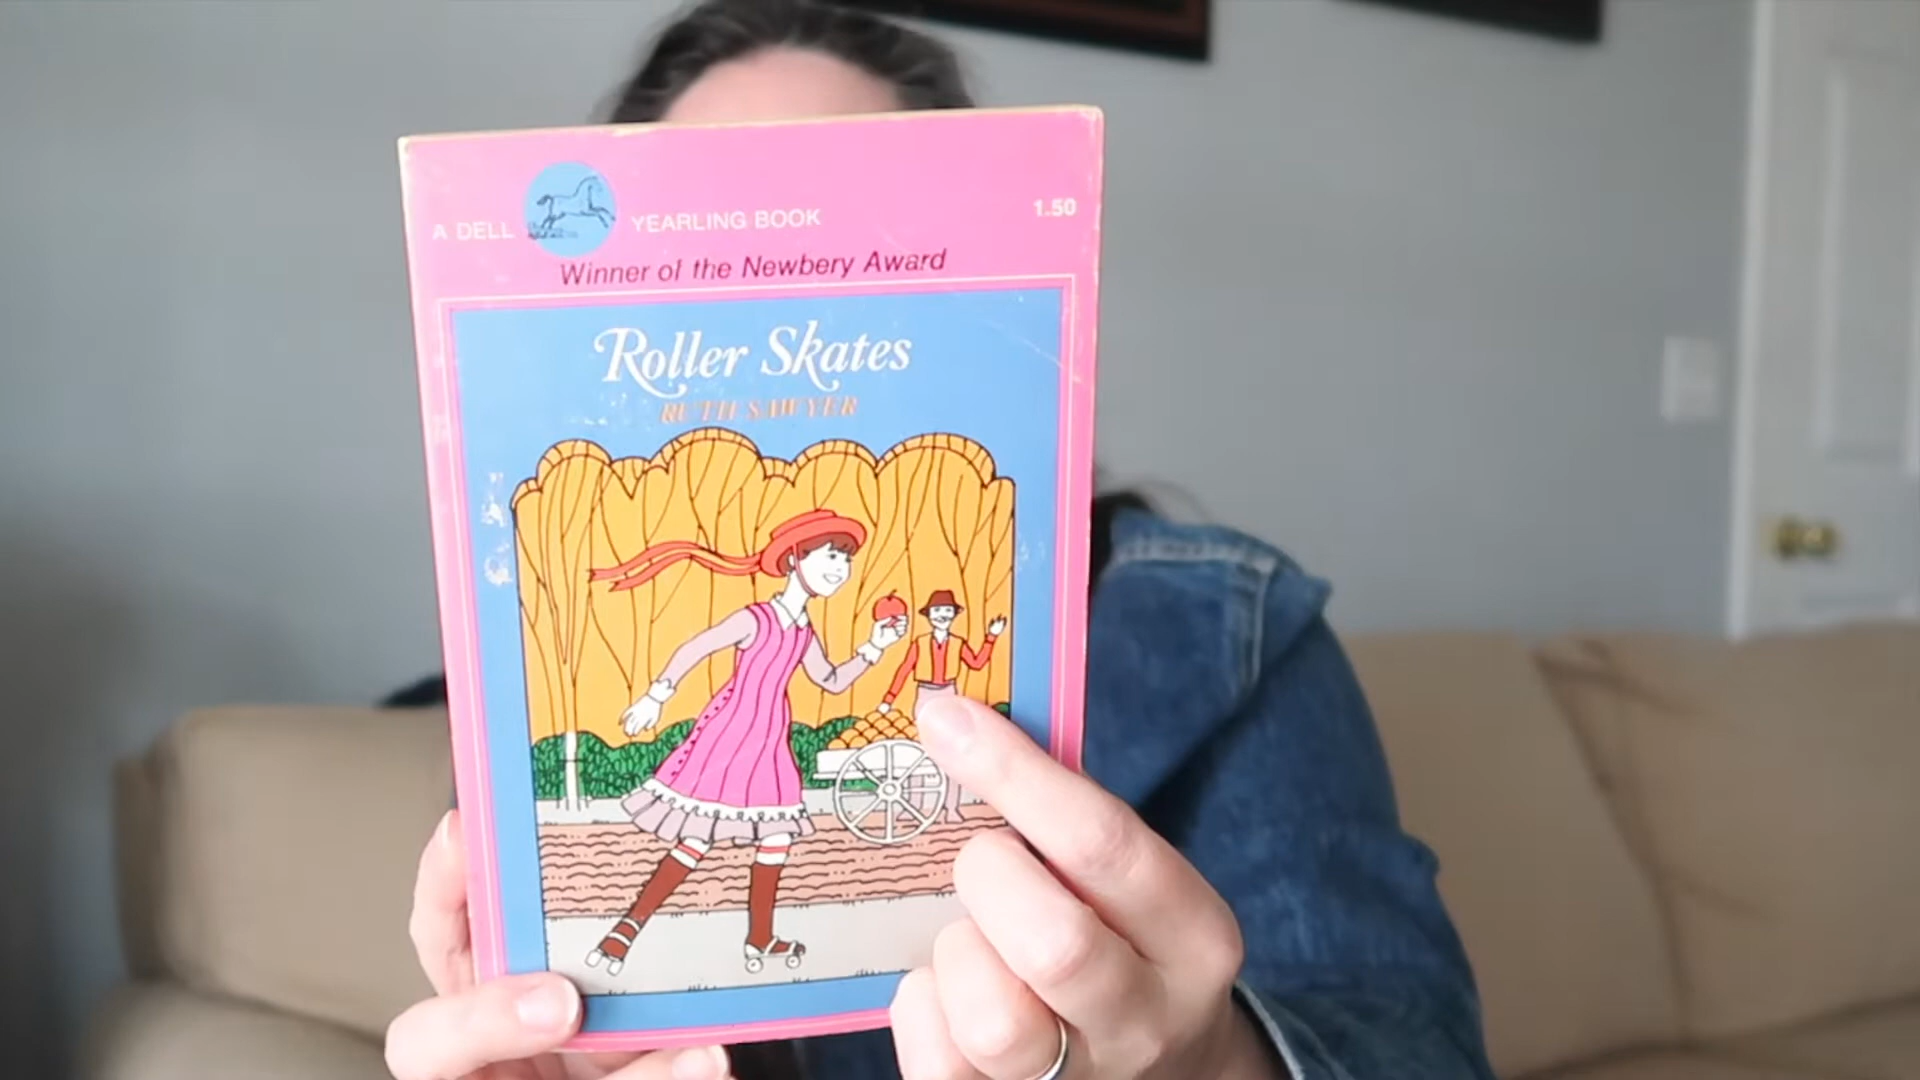 A DELL YEARLING BOOK 1.50
Winner of the Newbery Award
Roller Skates
RUTH SAWYER